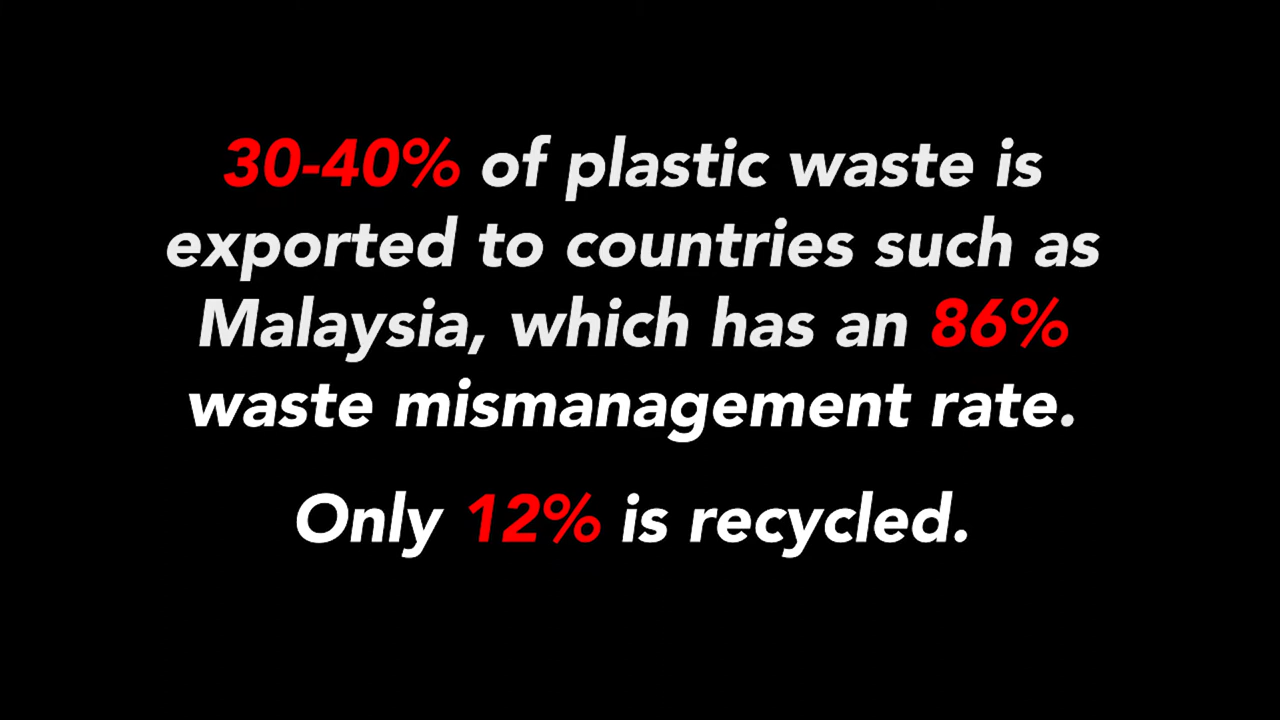 30-40% of plastic waste is
exported to countries such as
Malaysia, which has an 86%
waste mismanagement rate.
Only 12% is recycled.